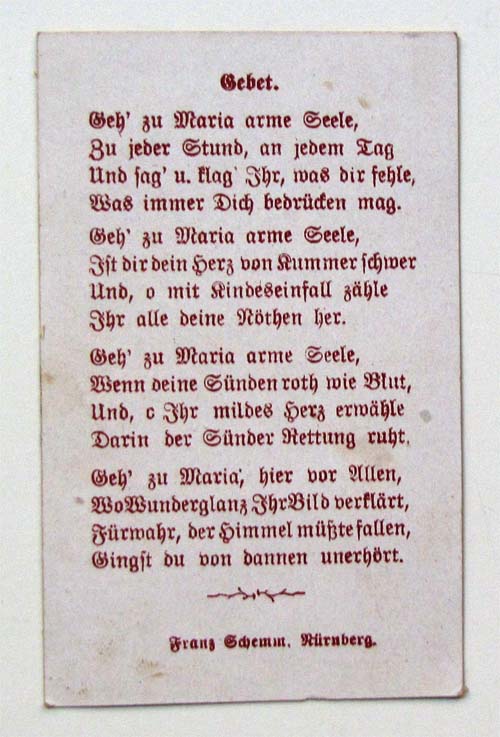 Gebet.
Geh' zu Maria arme Seele,
Zu jeder Stund, an jedem Tag
Und sag' u. klag' Ihr, was dir fehle,
Was immer Dich bedrücken mag.
Geh' zu Maria arme Seele,
Ist dir dein Herz von Kummer schwer
Und, o mit Kindeseinfall zähle
Ihr alle deine Nöthen her.
Geh' zu Maria arme Seele,
Wenn deine Sünden roth wie Blut,
Und, o Ihr mildes Herz erwähle
Darin der Sünder Rettung ruht.
Geh' zu Maria, hier vor Allen,
Wo Wunderglanz Ihr Bild verklärt,
Fürwahr, der Himmel müßte fallen,
Gingst du von dannen unerhört.
Franz Schemm. Nürnberg.